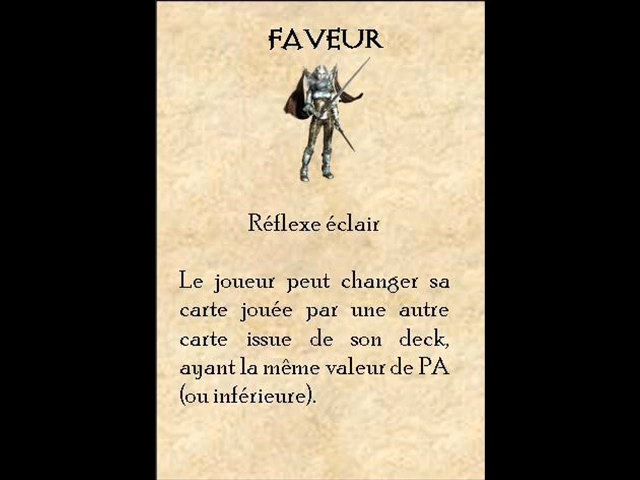 FAVEUR
Réflexe éclair
Le joueur peut changer sa
carte jouée par une autre
carte issue de son deck,
ayant la même valeur de PA
(ou inférieure).